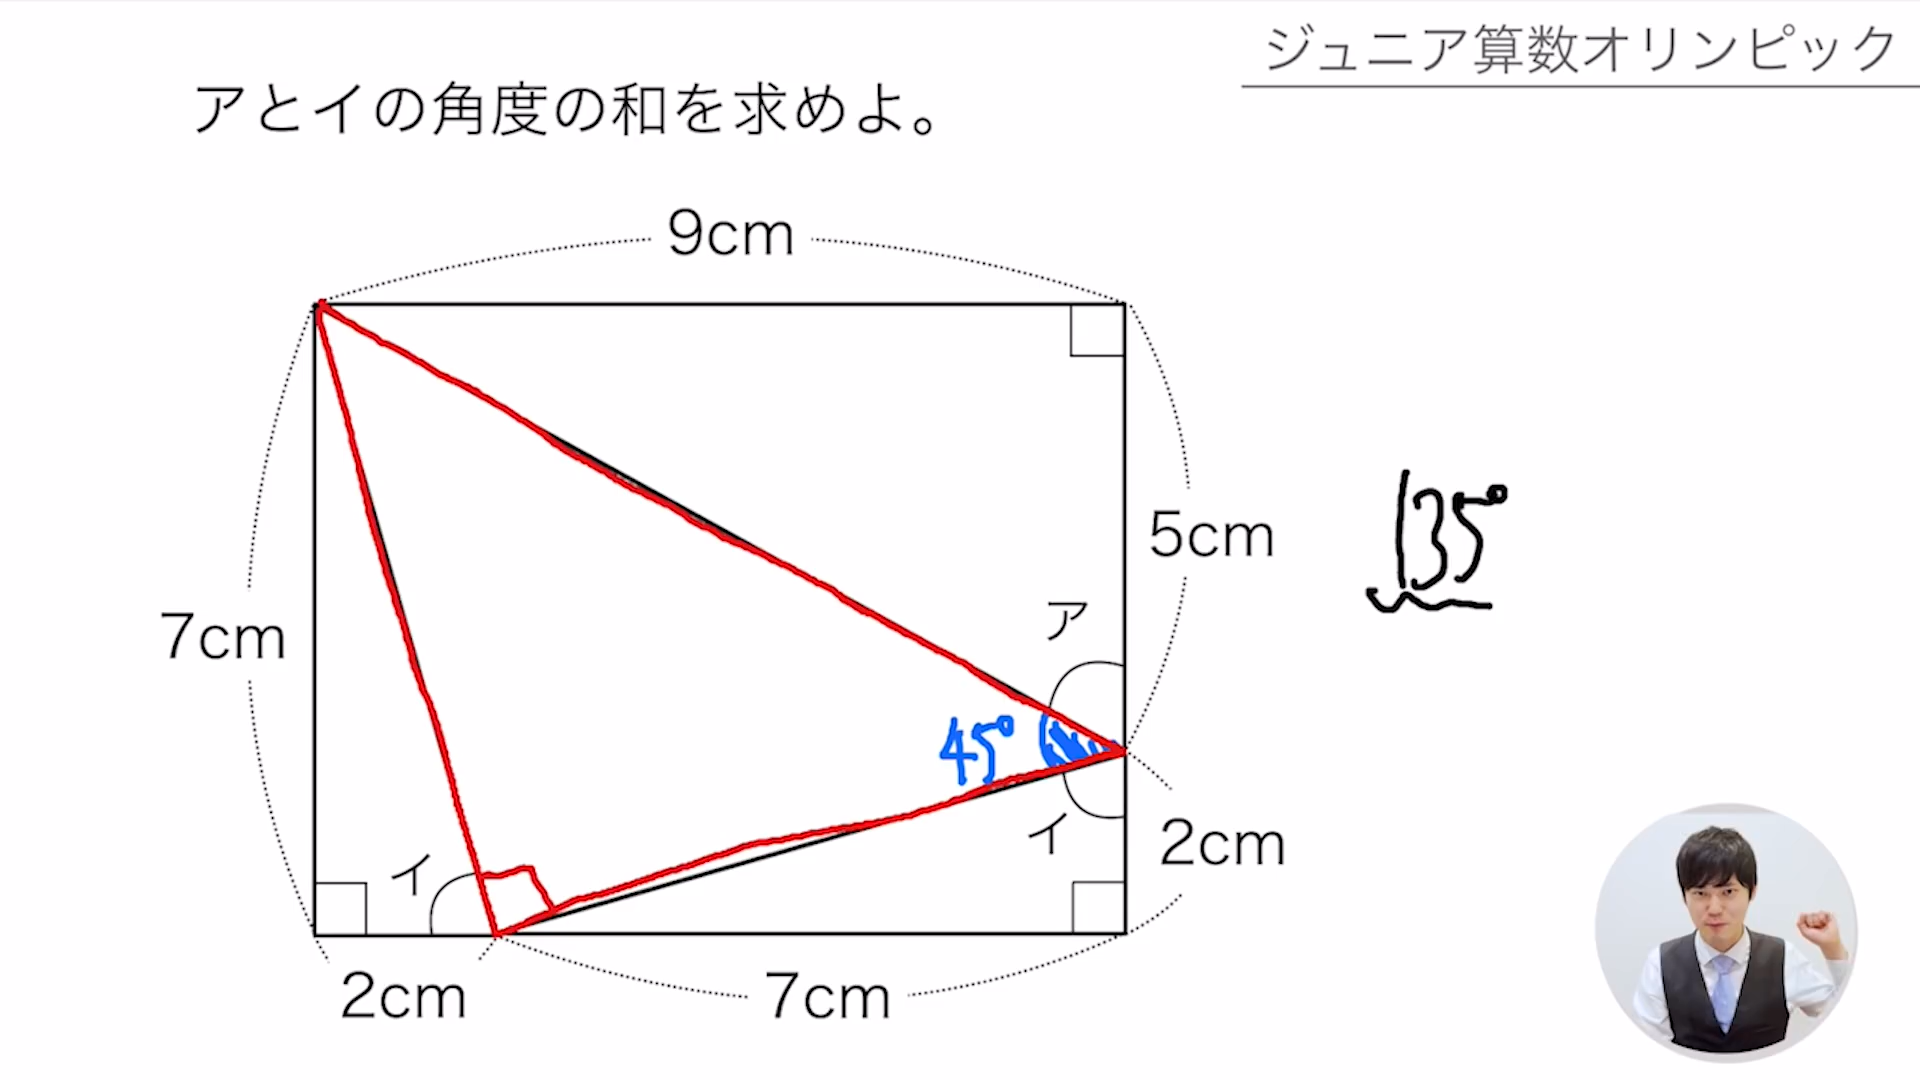 ジュニア算数オリンピック
アとイの角度の和を求めよ。
9cm
5cm
135°
ア
7cm
45°
イ
2cm
イ
2cm
7cm